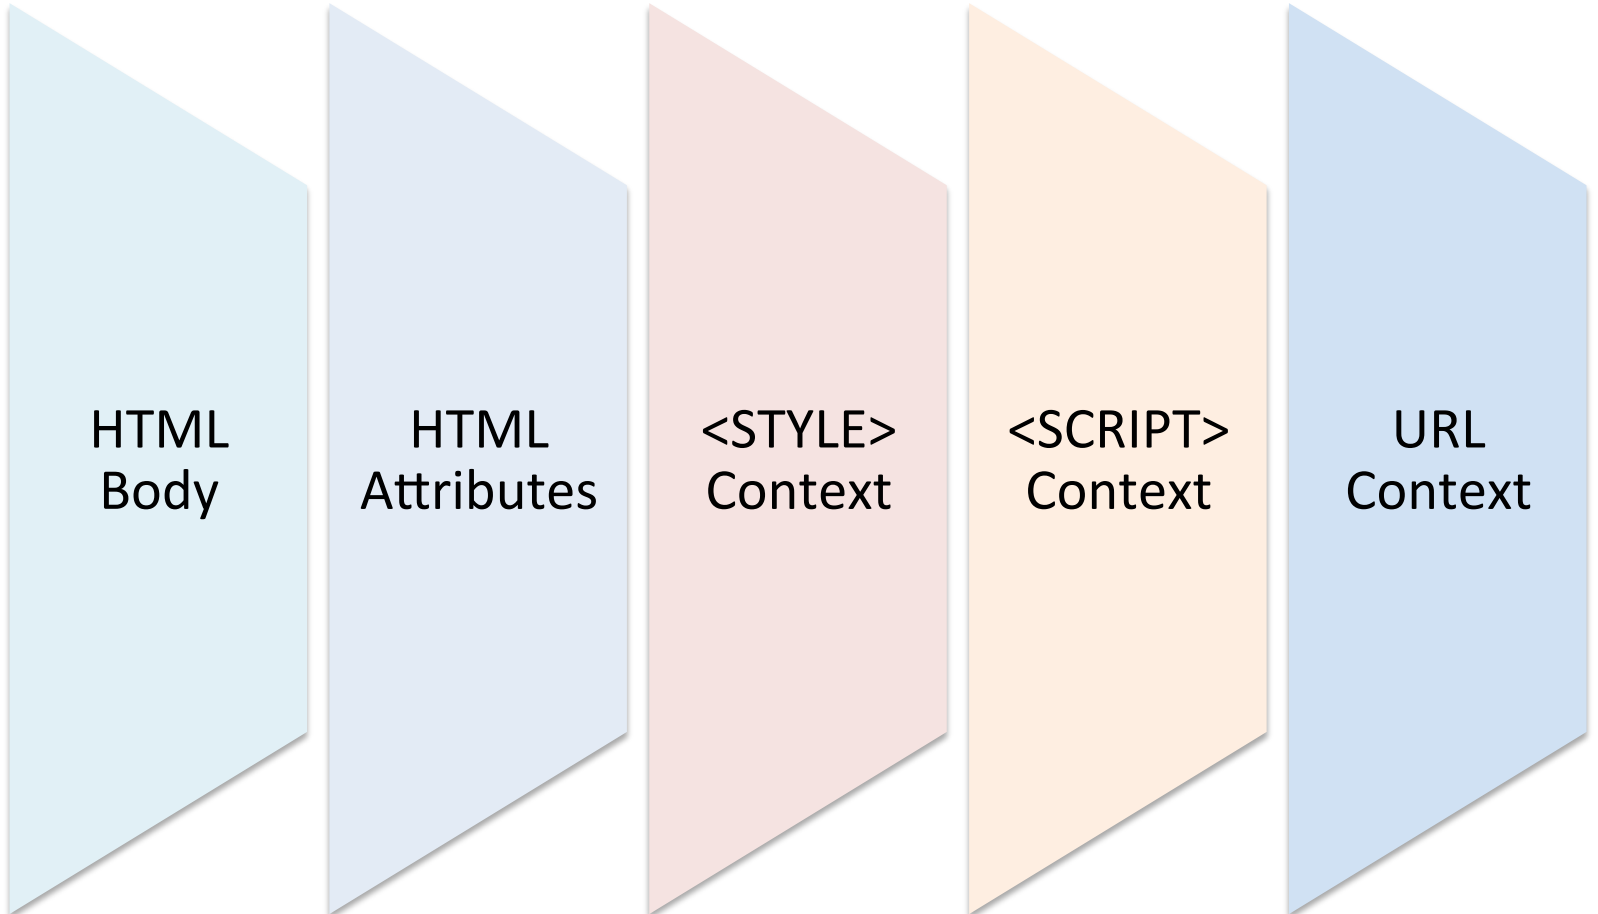 HTML
Body
HTML
Attributes
<STYLE>
Context
<SCRIPT>
Context
URL
Context